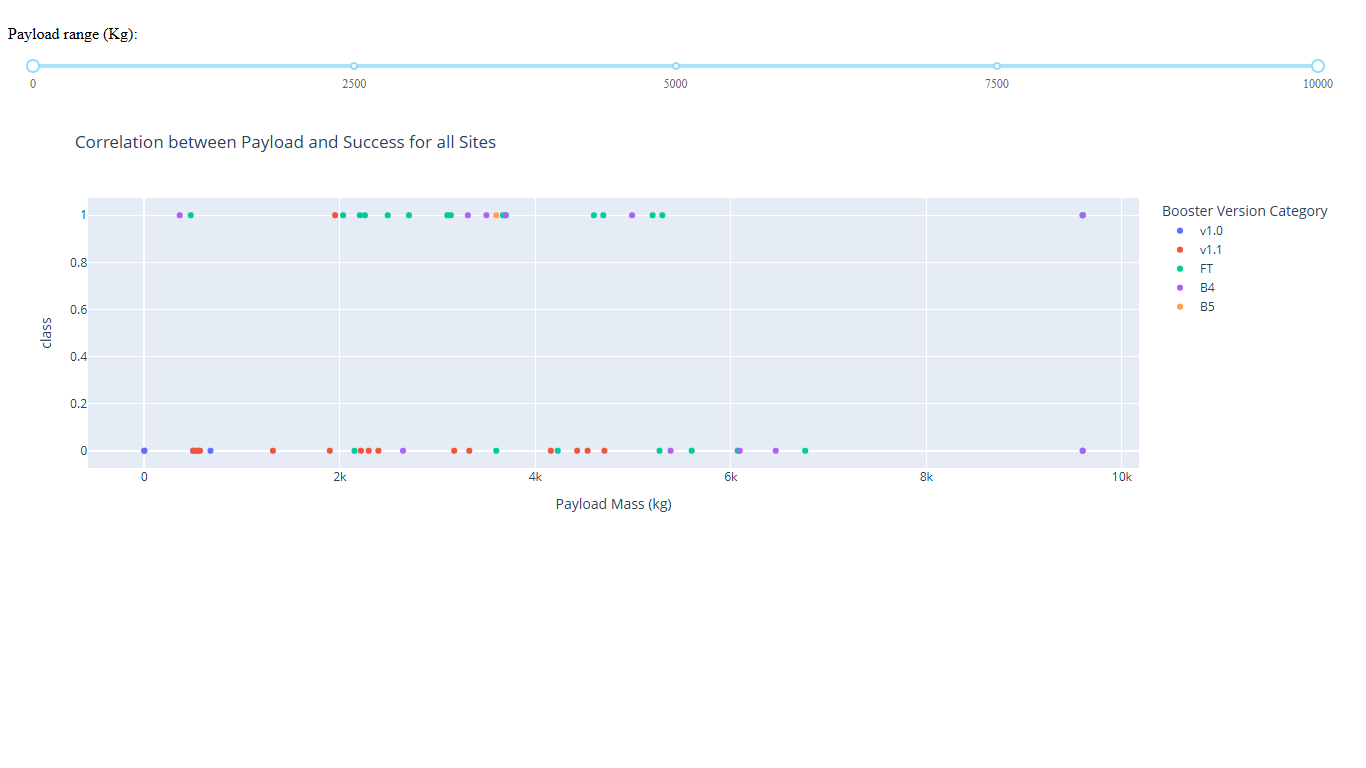 Payload range (Kg):
0 2500 5000 7500 10000
Correlation between Payload and Success for all Sites
1
0.8
0.6
0.4
0.2
0
class
0 2k 4k 6k 8k 10k
Payload Mass (kg)
Booster Version Category
v1.0
v1.1
FT
B4
B5